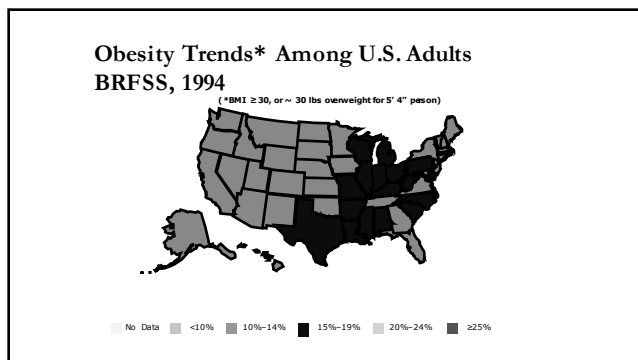 Obesity Trends* Among U.S. Adults
BRFSS, 1994
(*BMI ≥30, or ~ 30 lbs overweight for 5’ 4” person)
No Data <10% 10%–14% 15%–19% 20%–24% ≥25%